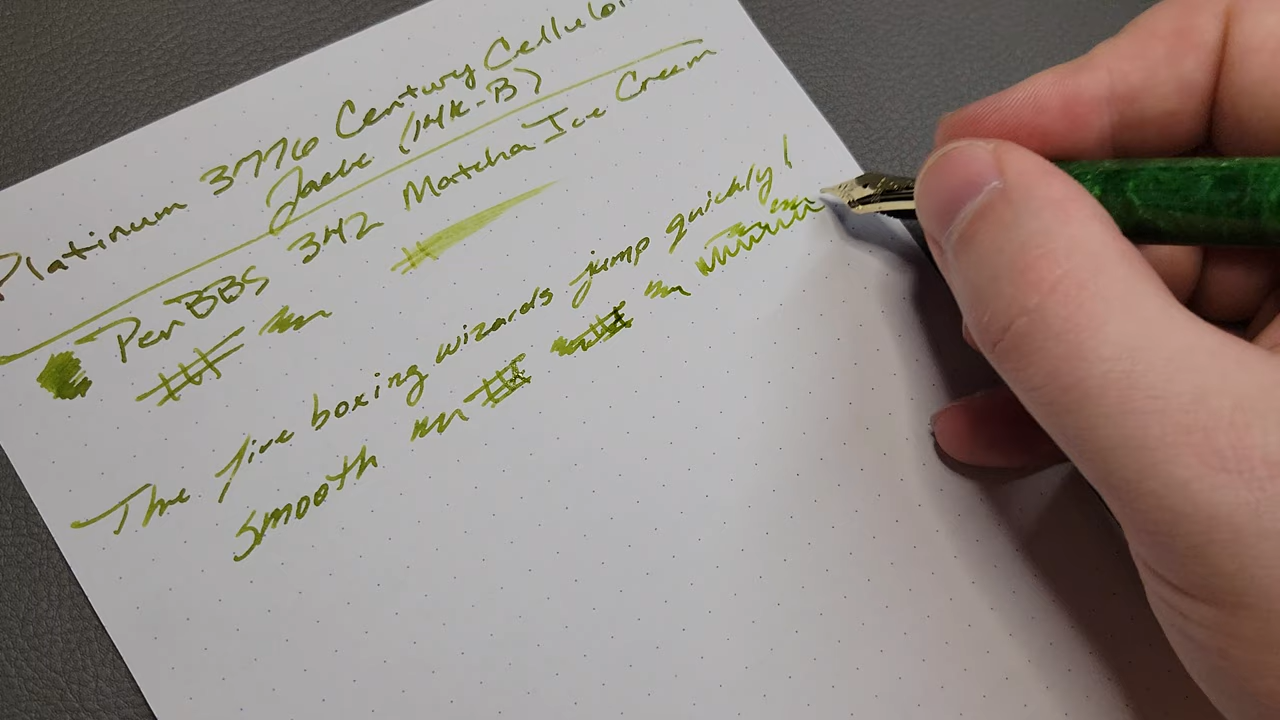 Platinum 3776 Century Celluloi
Jade (14K-B)
PenBBS 342 Matcha Ice Cream
The five boxing wizards jump quickly!
smooth